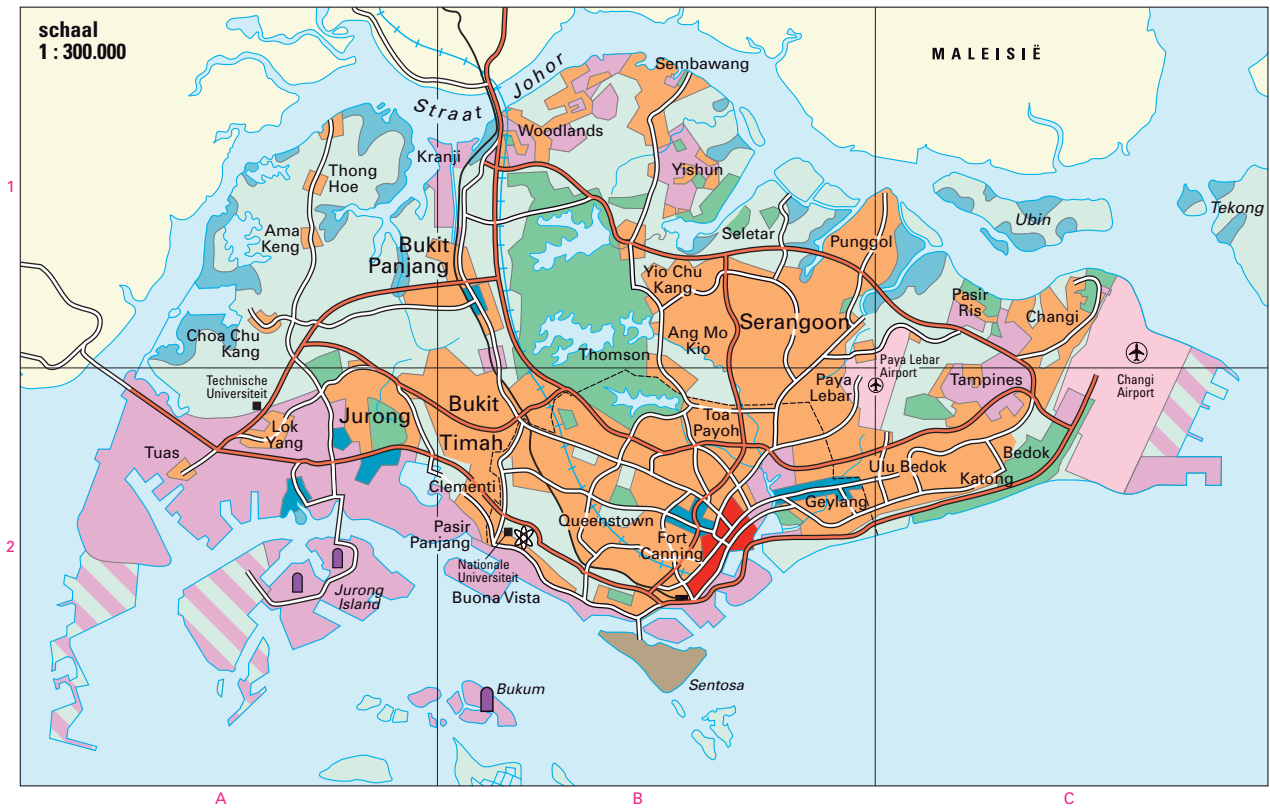 schaal
1 : 300.000
MALEISIË
Straat Johor
Sembawang
Woodlands
Kranji
Yishun
Thong
Hoe
Ama
Keng
Bukit
Panjang
Seletar
Punggol
Ubin
Tekong
Yio Chu
Kang
Pasir
Ris
Changi
Serangoon
Ang Mo
Kio
Choa Chu
Kang
Thomson
Paya Lebar
Airport
Technische
Universiteit
Paya
Lebar
Tampines
Changi
Airport
Jurong
Bukit
Timah
Toa
Payoh
Lok
Yang
Tuas
Bedok
Ulu Bedok
Katong
Clementi
Geylang
Queenstown
Pasir
Panjang
Fort
Canning
Nationale
Universiteit
Buona Vista
Jurong
Island
Bukum
Sentosa
1
2
A
B
C